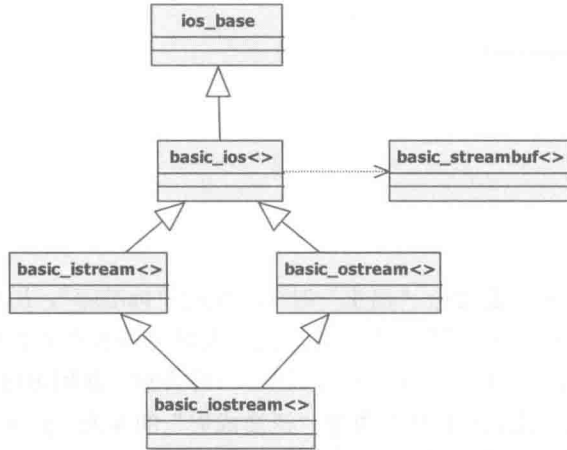 ios_base
basic_ios<>
basic_streambuf<>
basic_istream<>
basic_ostream<>
basic_iostream<>